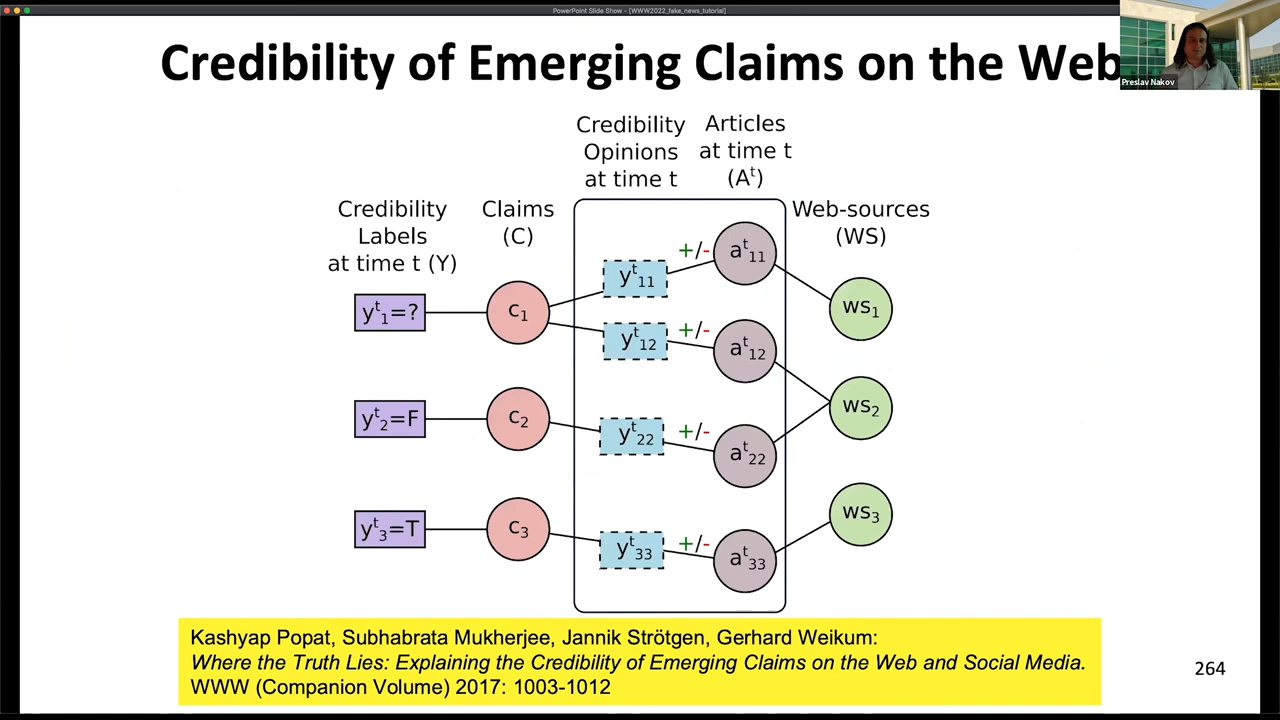 PowerPoint Slide Show - [WWW2022_fake_news_tutorial]
Credibility of Emerging Claims on the Web
Preslav Nakov
Credibility
Opinions
at time t
Articles
at time t
(Aᵗ)
Credibility
Labels
at time t (Y)
Claims
(C)
Web-sources
(WS)
yᵗ₁=?
c₁
yᵗ₁₁
+/-
aᵗ₁₁
ws₁
yᵗ₁₂
+/-
aᵗ₁₂
yᵗ₂=F
c₂
yᵗ₂₂
+/-
aᵗ₂₂
ws₂
yᵗ₃=T
c₃
yᵗ₃₃
+/-
aᵗ₃₃
ws₃
Kashyap Popat, Subhabrata Mukherjee, Jannik Strötgen, Gerhard Weikum:
Where the Truth Lies: Explaining the Credibility of Emerging Claims on the Web and Social Media.
WWW (Companion Volume) 2017: 1003-1012
264